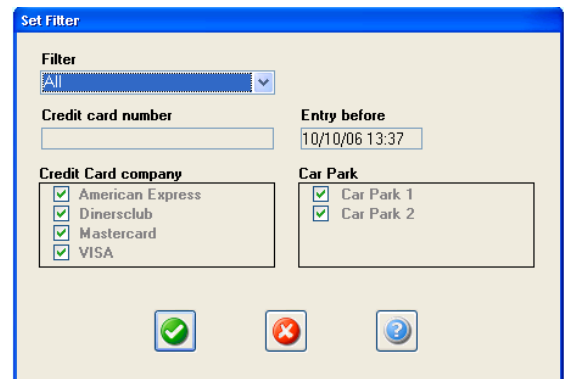 Set Filter
Filter
All
Credit card number
Entry before
10/10/06 13:37
Credit Card company
American Express
Dinersclub
Mastercard
VISA
Car Park
Car Park 1
Car Park 2